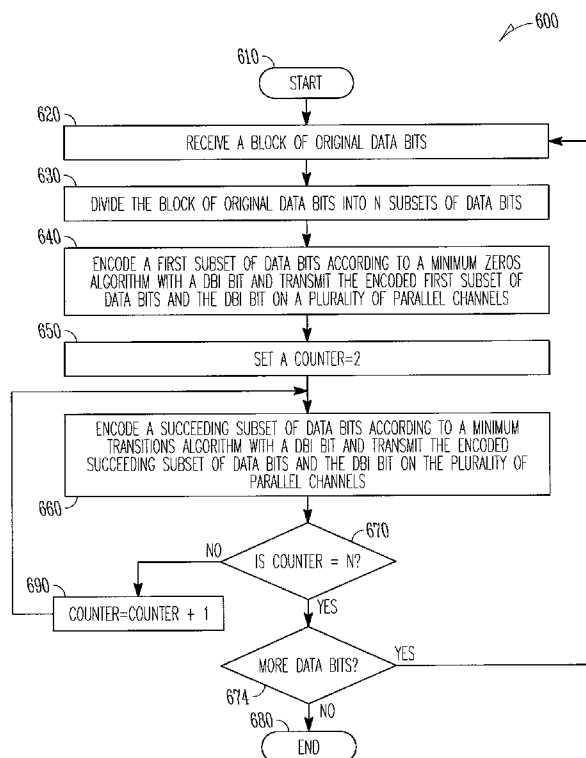 600
610
START
620
RECEIVE A BLOCK OF ORIGINAL DATA BITS
630
DIVIDE THE BLOCK OF ORIGINAL DATA BITS INTO N SUBSETS OF DATA BITS
640
ENCODE A FIRST SUBSET OF DATA BITS ACCORDING TO A MINIMUM ZEROS
ALGORITHM WITH A DBI BIT AND TRANSMIT THE ENCODED FIRST SUBSET OF
DATA BITS AND THE DBI BIT ON A PLURALITY OF PARALLEL CHANNELS
650
SET A COUNTER=2
ENCODE A SUCCEEDING SUBSET OF DATA BITS ACCORDING TO A MINIMUM
TRANSITIONS ALGORITHM WITH A DBI BIT AND TRANSMIT THE ENCODED
SUCCEEDING SUBSET OF DATA BITS AND THE DBI BIT ON THE PLURALITY OF
PARALLEL CHANNELS
660
670
NO
IS COUNTER = N?
690
COUNTER=COUNTER + 1
YES
MORE DATA BITS?
YES
674
NO
680
END